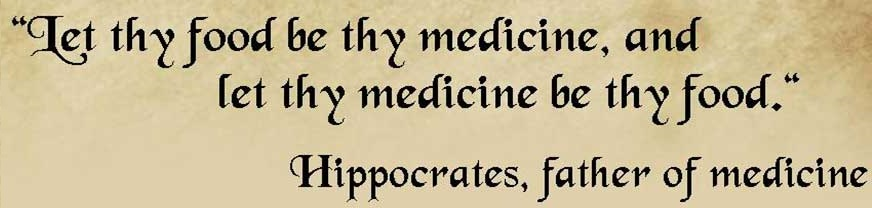 “Let thy food be thy medicine, and
let thy medicine be thy food.“
Hippocrates, father of medicine